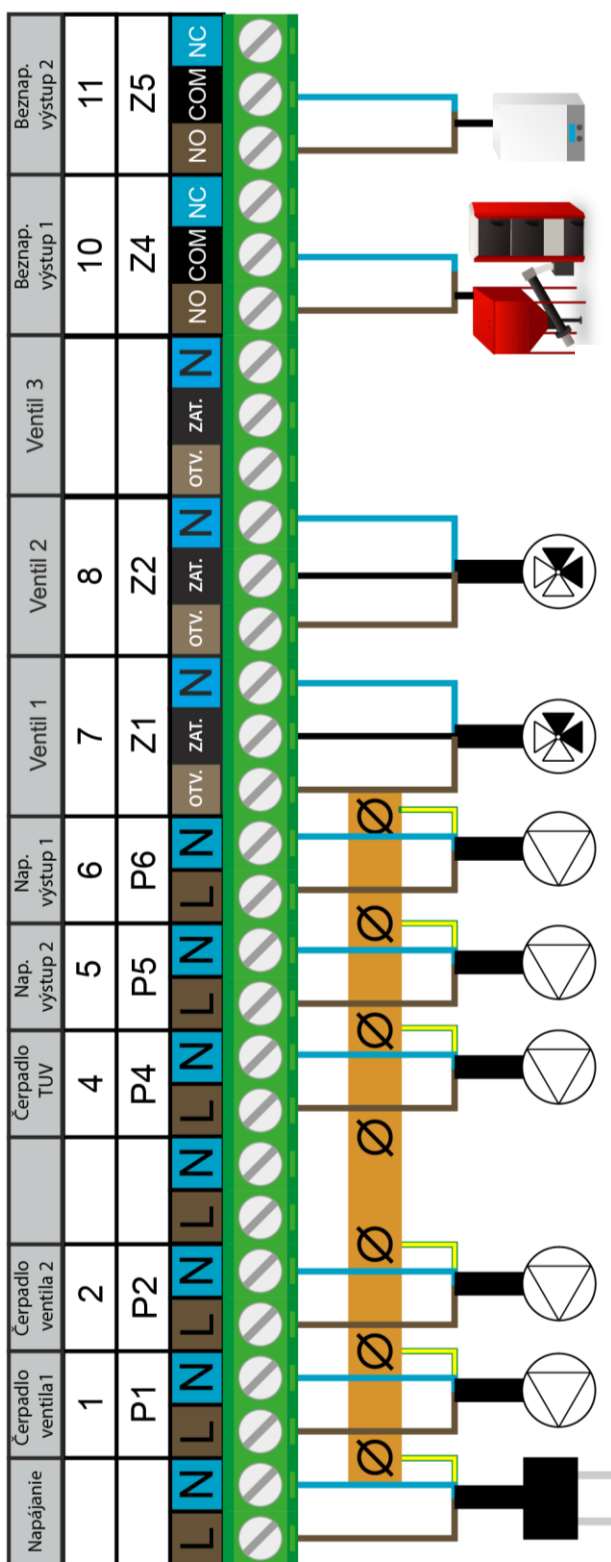 Beznap.
výstup 2
11
Z5
NO COM NC
Beznap.
výstup 1
10
Z4
NO COM NC
Ventil 3
OTV. ZAT. N
Ventil 2
8
Z2
OTV. ZAT. N
Ventil 1
7
Z1
OTV. ZAT. N
Nap.
výstup 1
6
P6
L N
Nap.
výstup 2
5
P5
L N
Čerpadlo
TUV
4
P4
L N
L N
Čerpadlo
ventila 2
2
P2
L N
Čerpadlo
ventila1
1
P1
L N
Napájanie
L N